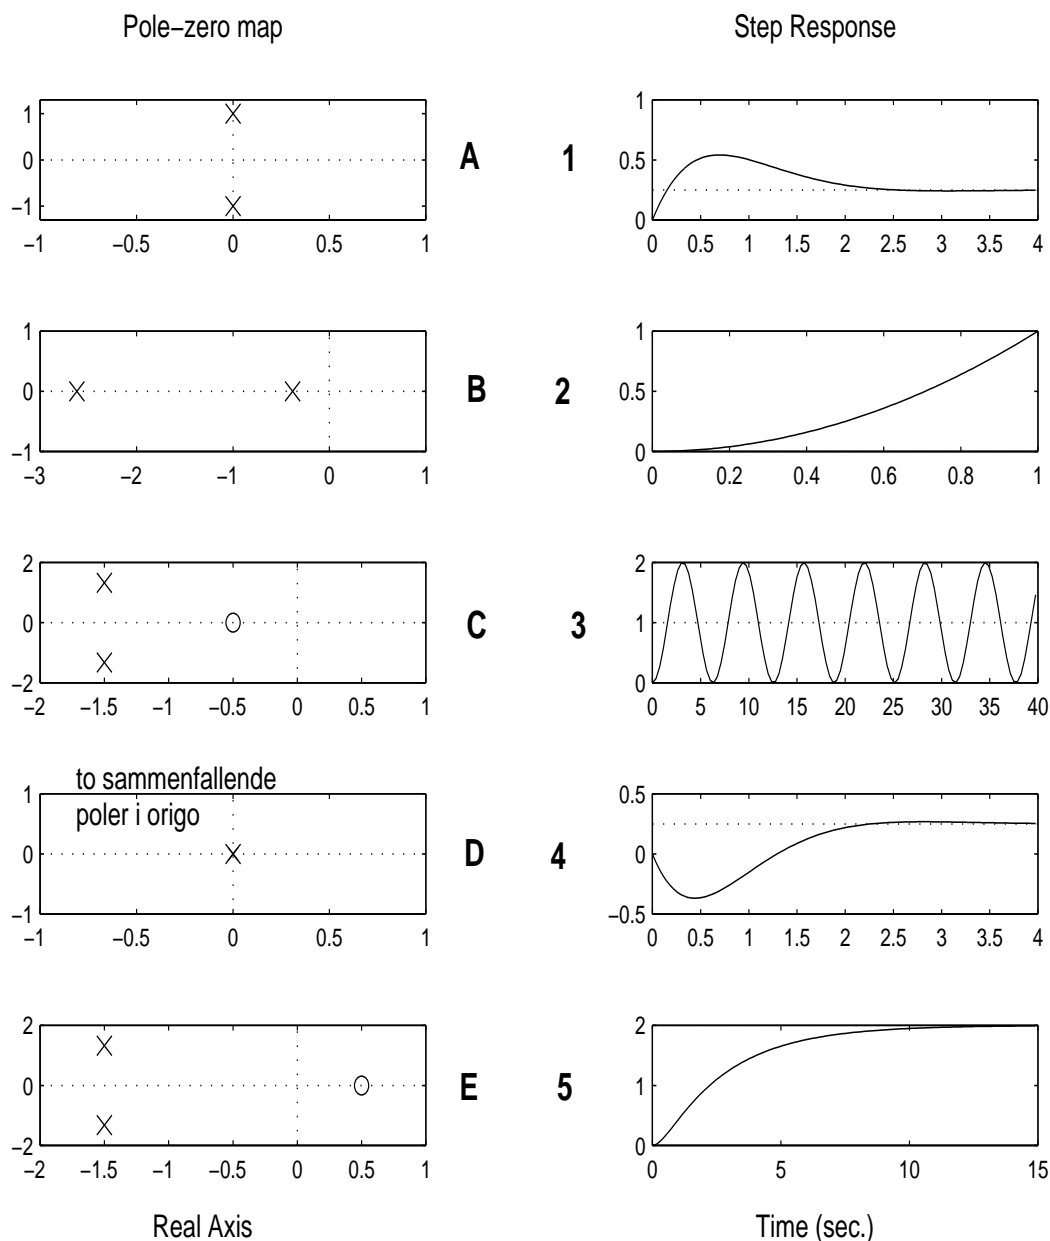 Pole−zero map
Step Response
1
0
−1
−1 −0.5 0 0.5 1
A
1
1
0.5
0
0 0.5 1 1.5 2 2.5 3 3.5 4
1
0
−1
−3 −2 −1 0 1
B
2
1
0.5
0
0 0.2 0.4 0.6 0.8 1
2
0
−2
−2 −1.5 −1 −0.5 0 0.5 1
C
3
2
1
0
0 5 10 15 20 25 30 35 40
to sammenfallende
poler i origo
1
0
−1
−1 −0.5 0 0.5 1
D
4
0.5
0
−0.5
0 0.5 1 1.5 2 2.5 3 3.5 4
2
0
−2
−2 −1.5 −1 −0.5 0 0.5 1
E
5
2
1
0
0 5 10 15
Real Axis
Time (sec.)